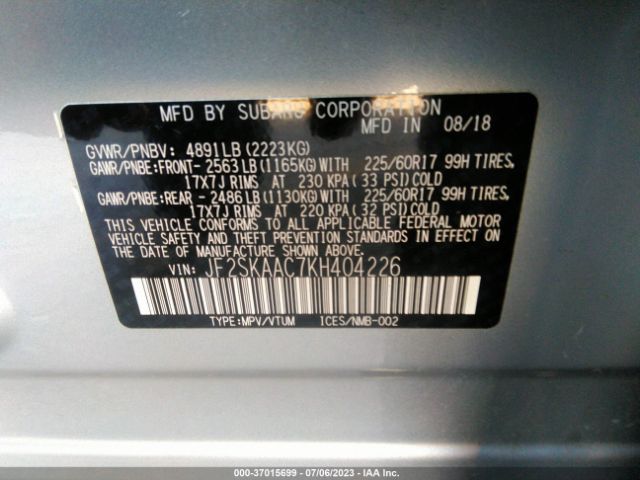 MFD BY SUBARU CORPORATION
MFD IN 08/18
GVWR/PNBV: 4891LB (2223KG)
GAWR/PNBE:FRONT- 2563LB (1165KG)WITH 225/60R17 99H TIRES,
17X7J RIMS AT 230 KPA (33 PSI) COLD
GAWR/PNBE:REAR - 2486LB (1130KG)WITH 225/60R17 99H TIRES,
17X7J RIMS AT 220 KPA (32 PSI) COLD
THIS VEHICLE CONFORMS TO ALL APPLICABLE FEDERAL MOTOR
VEHICLE SAFETY AND THEFT PREVENTION STANDARDS IN EFFECT ON
THE DATE OF MANUFACTURE SHOWN ABOVE.
VIN: JF2SKAAC7KH404226
TYPE:MPV/VTUM ICES/NMB-002
000-37015699 - 07/06/2023 - IAA Inc.